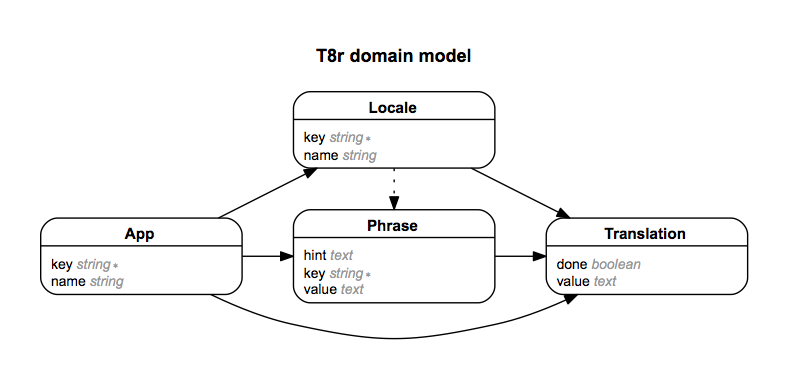 T8r domain model
Locale
key string *
name string
App
key string *
name string
Phrase
hint text
key string *
value text
Translation
done boolean
value text